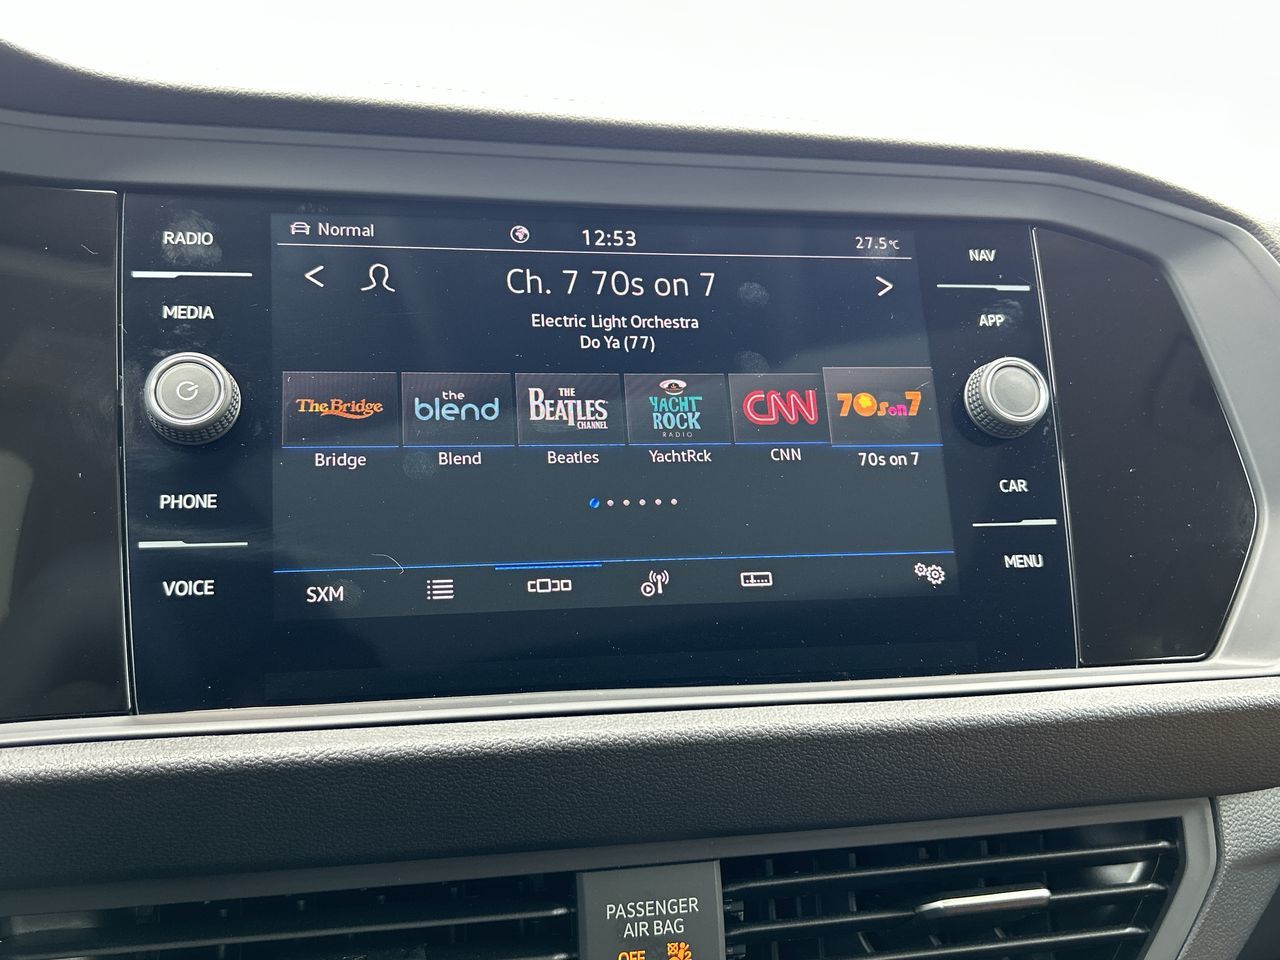 RADIO
MEDIA
PHONE
VOICE
Normal
12:53
27.5°C
Ch. 7 70s on 7
Electric Light Orchestra
Do Ya (77)
The Bridge
the
blend
THE
BEATLES
CHANNEL
YACHT
ROCK
RADIO
CNN
70s on 7
Bridge
Blend
Beatles
YachtRck
CNN
70s on 7
SXM
NAV
APP
CAR
MENU
PASSENGER
AIR BAG
OFF